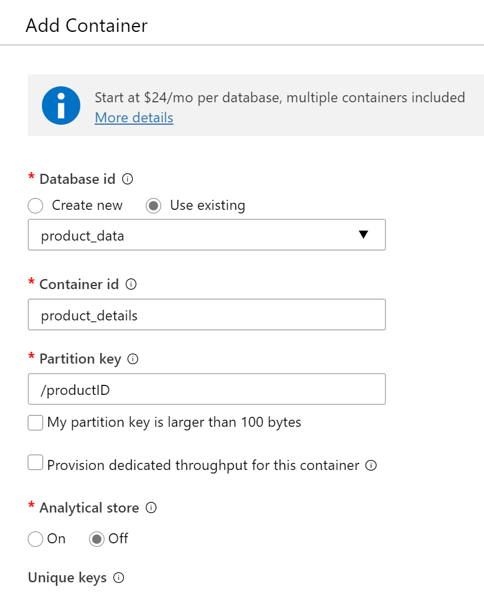 Add Container
Start at $24/mo per database, multiple containers included
More details
* Database id
Create new Use existing
product_data
* Container id
product_details
* Partition key
/productID
My partition key is larger than 100 bytes
Provision dedicated throughput for this container
* Analytical store
On Off
Unique keys